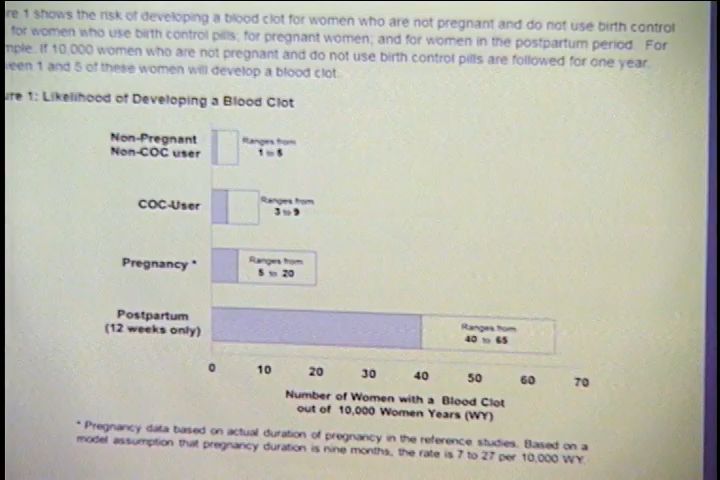 re 1 shows the risk of developing a blood clot for women who are not pregnant and do not use birth control
for women who use birth control pills, for pregnant women, and for women in the postpartum period. For
mple, if 10,000 women who are not pregnant and do not use birth control pills are followed for one year,
ween 1 and 5 of these women will develop a blood clot.
ure 1: Likelihood of Developing a Blood Clot
Non-Pregnant
Non-COC user
Ranges from
1 to 5
COC-User
Ranges from
3 to 9
Pregnancy *
Ranges from
5 to 20
Postpartum
(12 weeks only)
Ranges from
40 to 65
0 10 20 30 40 50 60 70
Number of Women with a Blood Clot
out of 10,000 Women Years (WY)
* Pregnancy data based on actual duration of pregnancy in the reference studies. Based on a
model assumption that pregnancy duration is nine months, the rate is 7 to 27 per 10,000 WY.